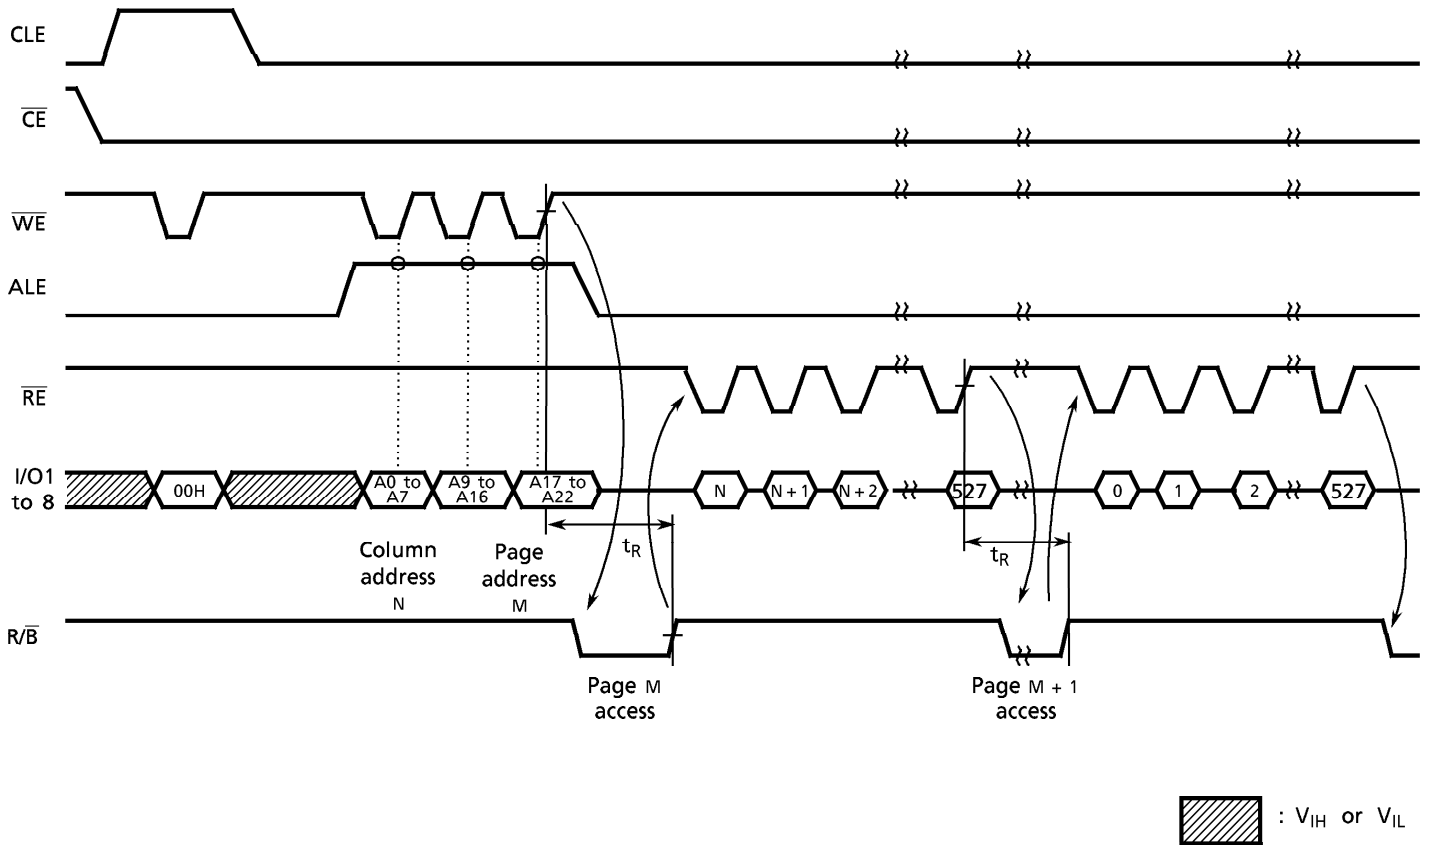 CLE
CE
WE
ALE
RE
I/O1
to 8
00H
A0 to
A7
A9 to
A16
A17 to
A22
N
N + 1
N + 2
527
0
1
2
527
tR
tR
Column
address
N
Page
address
M
R/B
Page M
access
Page M + 1
access
: VIH or VIL